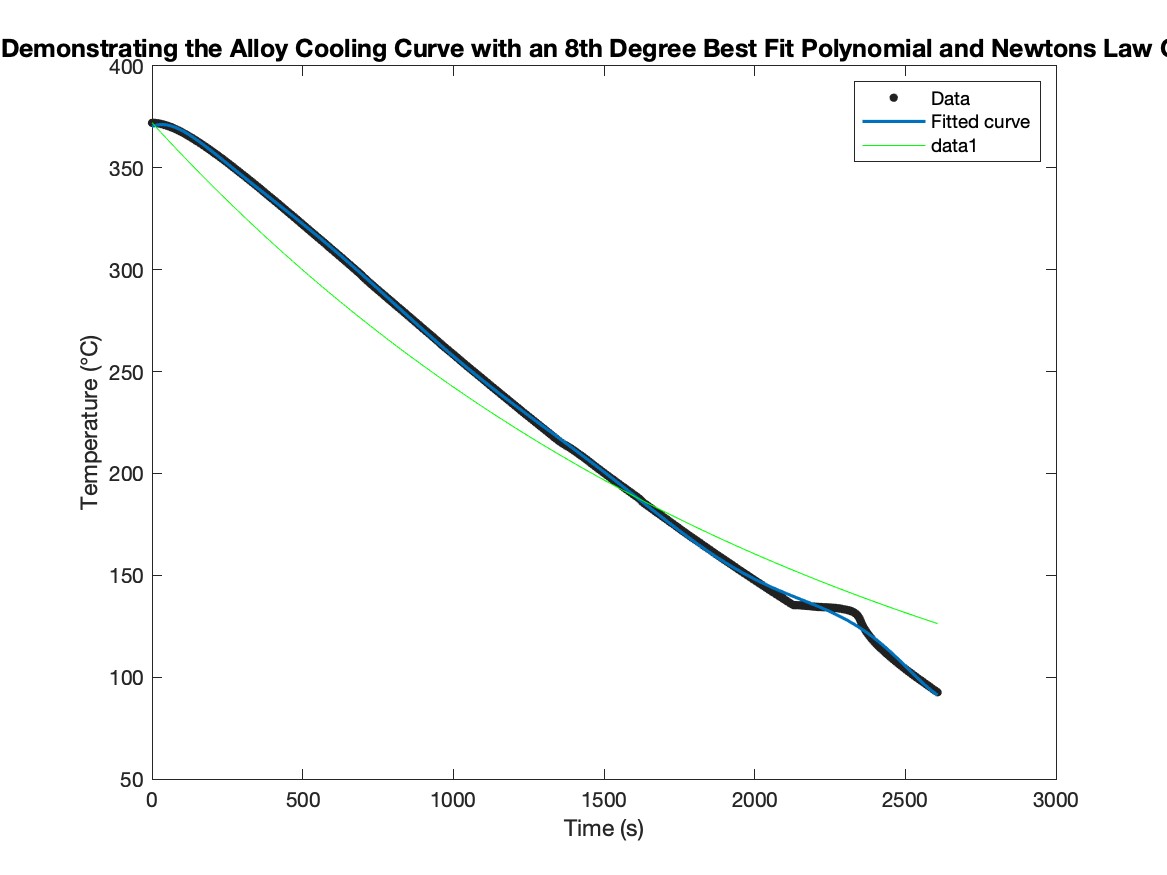 Demonstrating the Alloy Cooling Curve with an 8th Degree Best Fit Polynomial and Newtons Law
400
350
300
250
200
150
100
50
0
500
1000
1500
2000
2500
3000
Temperature (°C)
Time (s)
Data
Fitted curve
data1